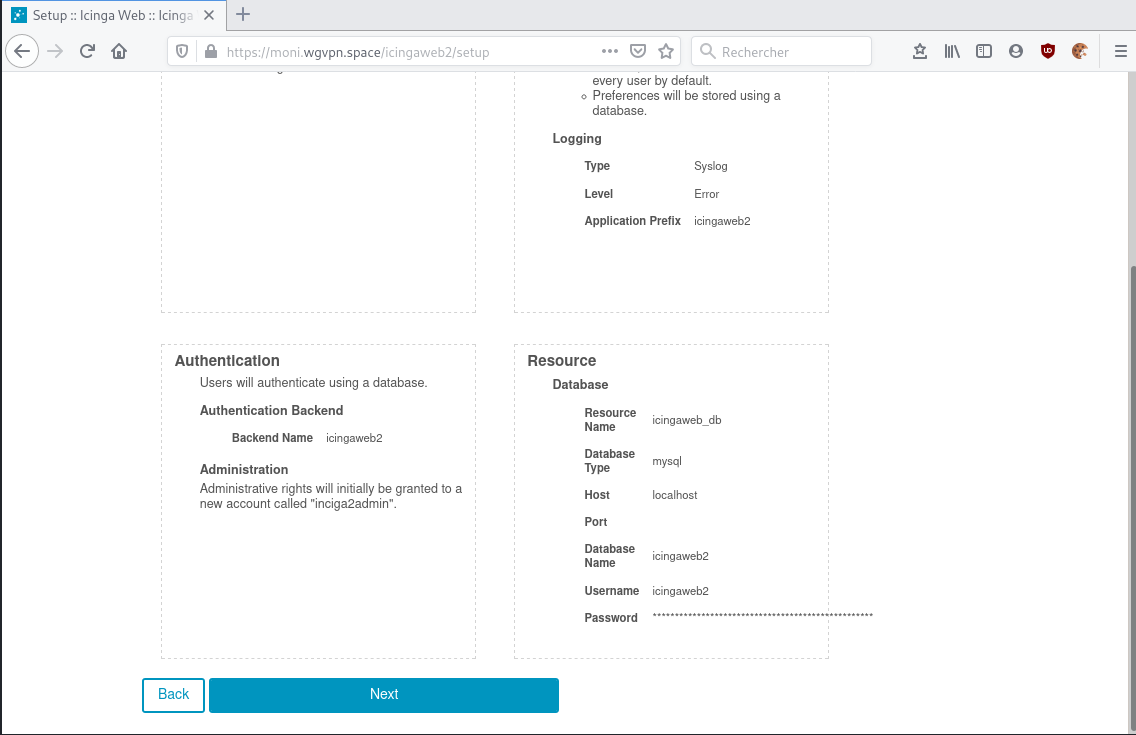 Setup :: Icinga Web :: Icinga
https://moni.wgvpn.space/icingaweb2/setup
Rechercher
every user by default.
Preferences will be stored using a
database.
Logging
Type Syslog
Level Error
Application Prefix icingaweb2
Authentication
Users will authenticate using a database.
Authentication Backend
Backend Name icingaweb2
Administration
Administrative rights will initially be granted to a
new account called "inciga2admin".
Resource
Database
Resource
Name icingaweb_db
Database
Type mysql
Host localhost
Port
Database
Name icingaweb2
Username icingaweb2
Password **************************************************
Back
Next